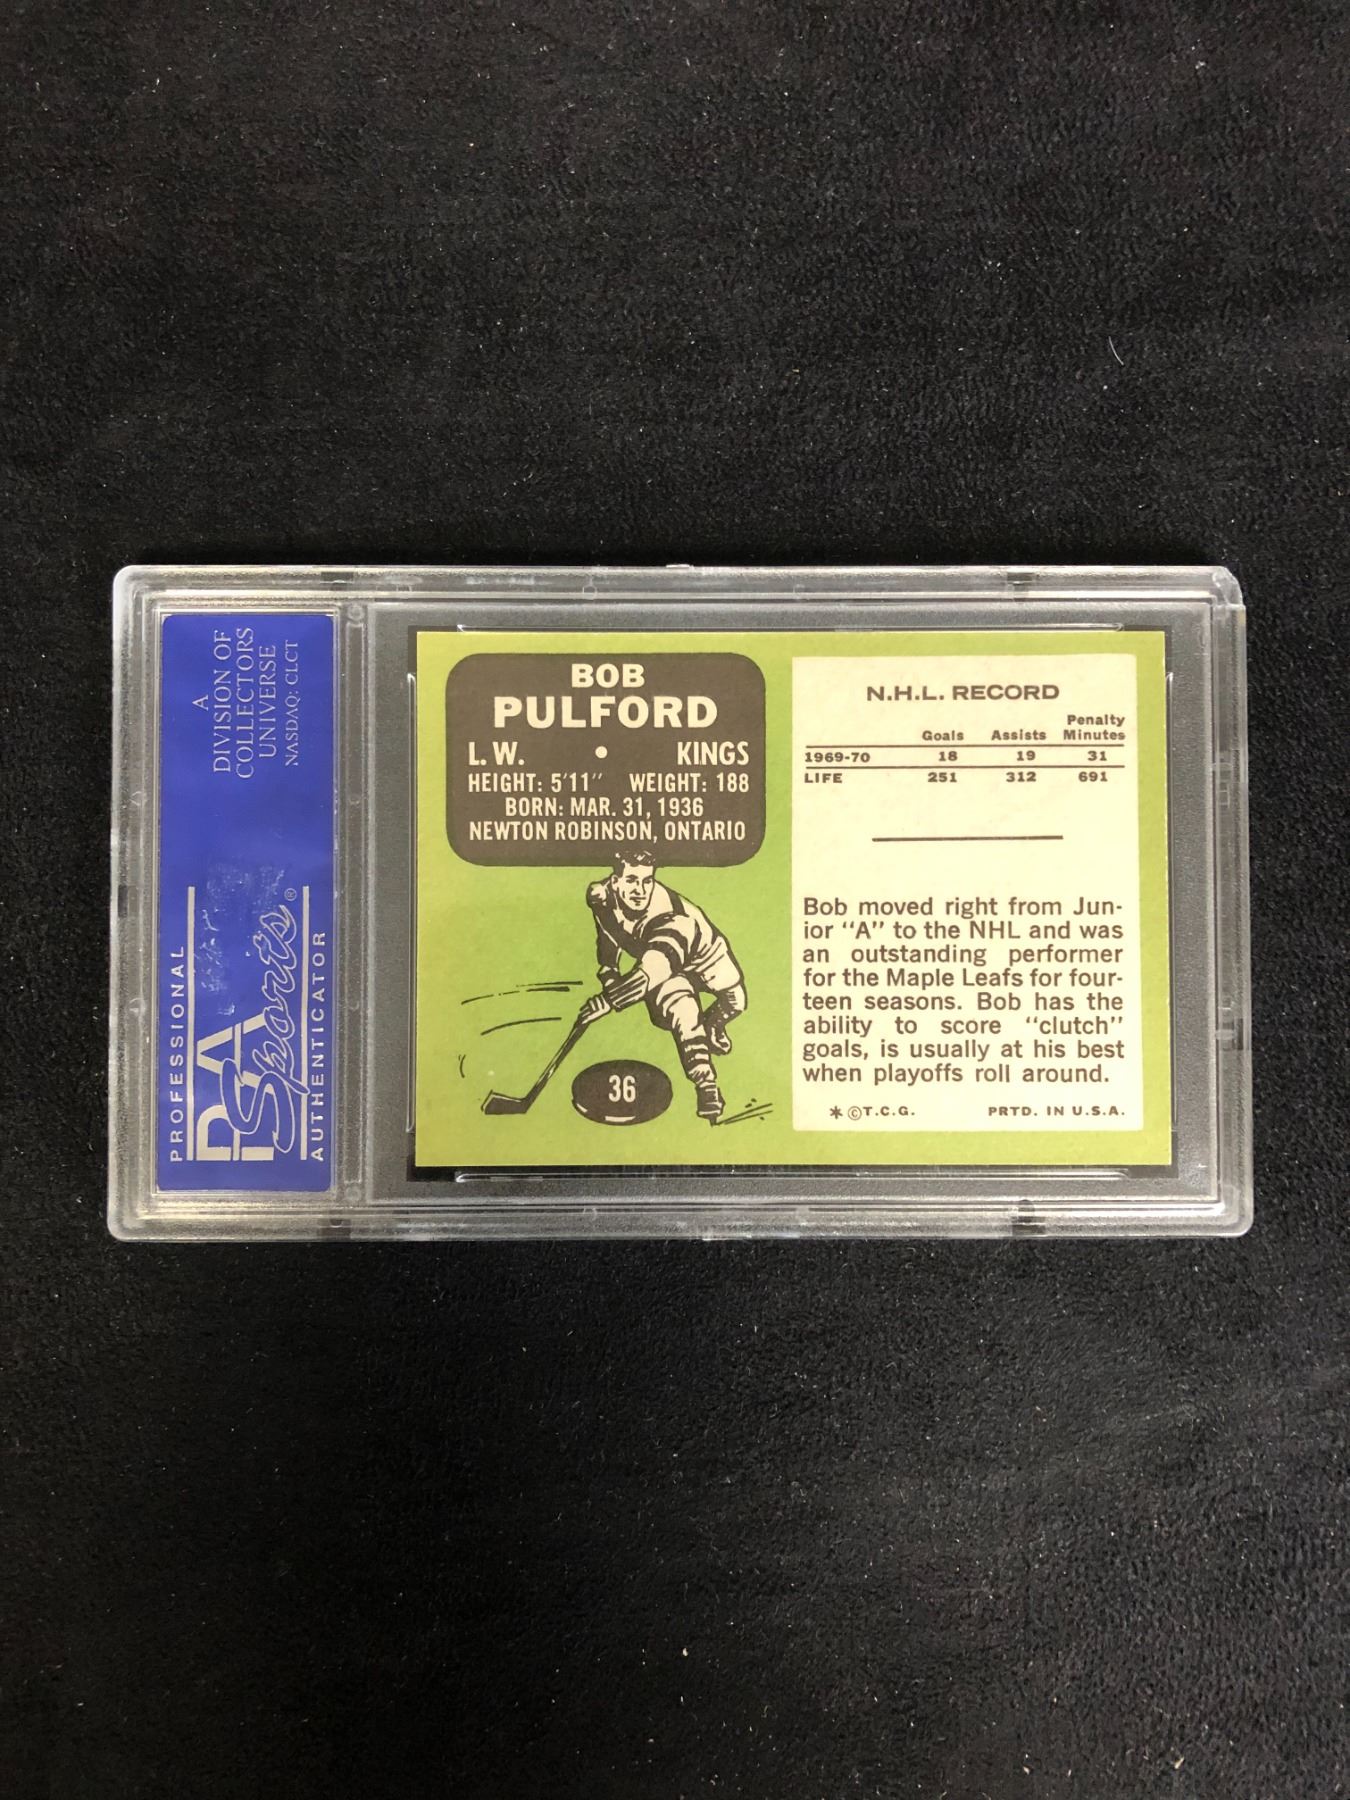 A
DIVISION OF
COLLECTORS
UNIVERSE
NASDAQ: CLCT
PROFESSIONAL
PSA
Sports®
AUTHENTICATOR
BOB
PULFORD
L. W. • KINGS
HEIGHT: 5'11" WEIGHT: 188
BORN: MAR. 31, 1936
NEWTON ROBINSON, ONTARIO
36
N.H.L. RECORD
Penalty
Goals Assists Minutes
1969-70 18 19 31
LIFE 251 312 691
Bob moved right from Jun-
ior "A" to the NHL and was
an outstanding performer
for the Maple Leafs for four-
teen seasons. Bob has the
ability to score "clutch"
goals, is usually at his best
when playoffs roll around.
* ©T.C.G. PRTD. IN U.S.A.